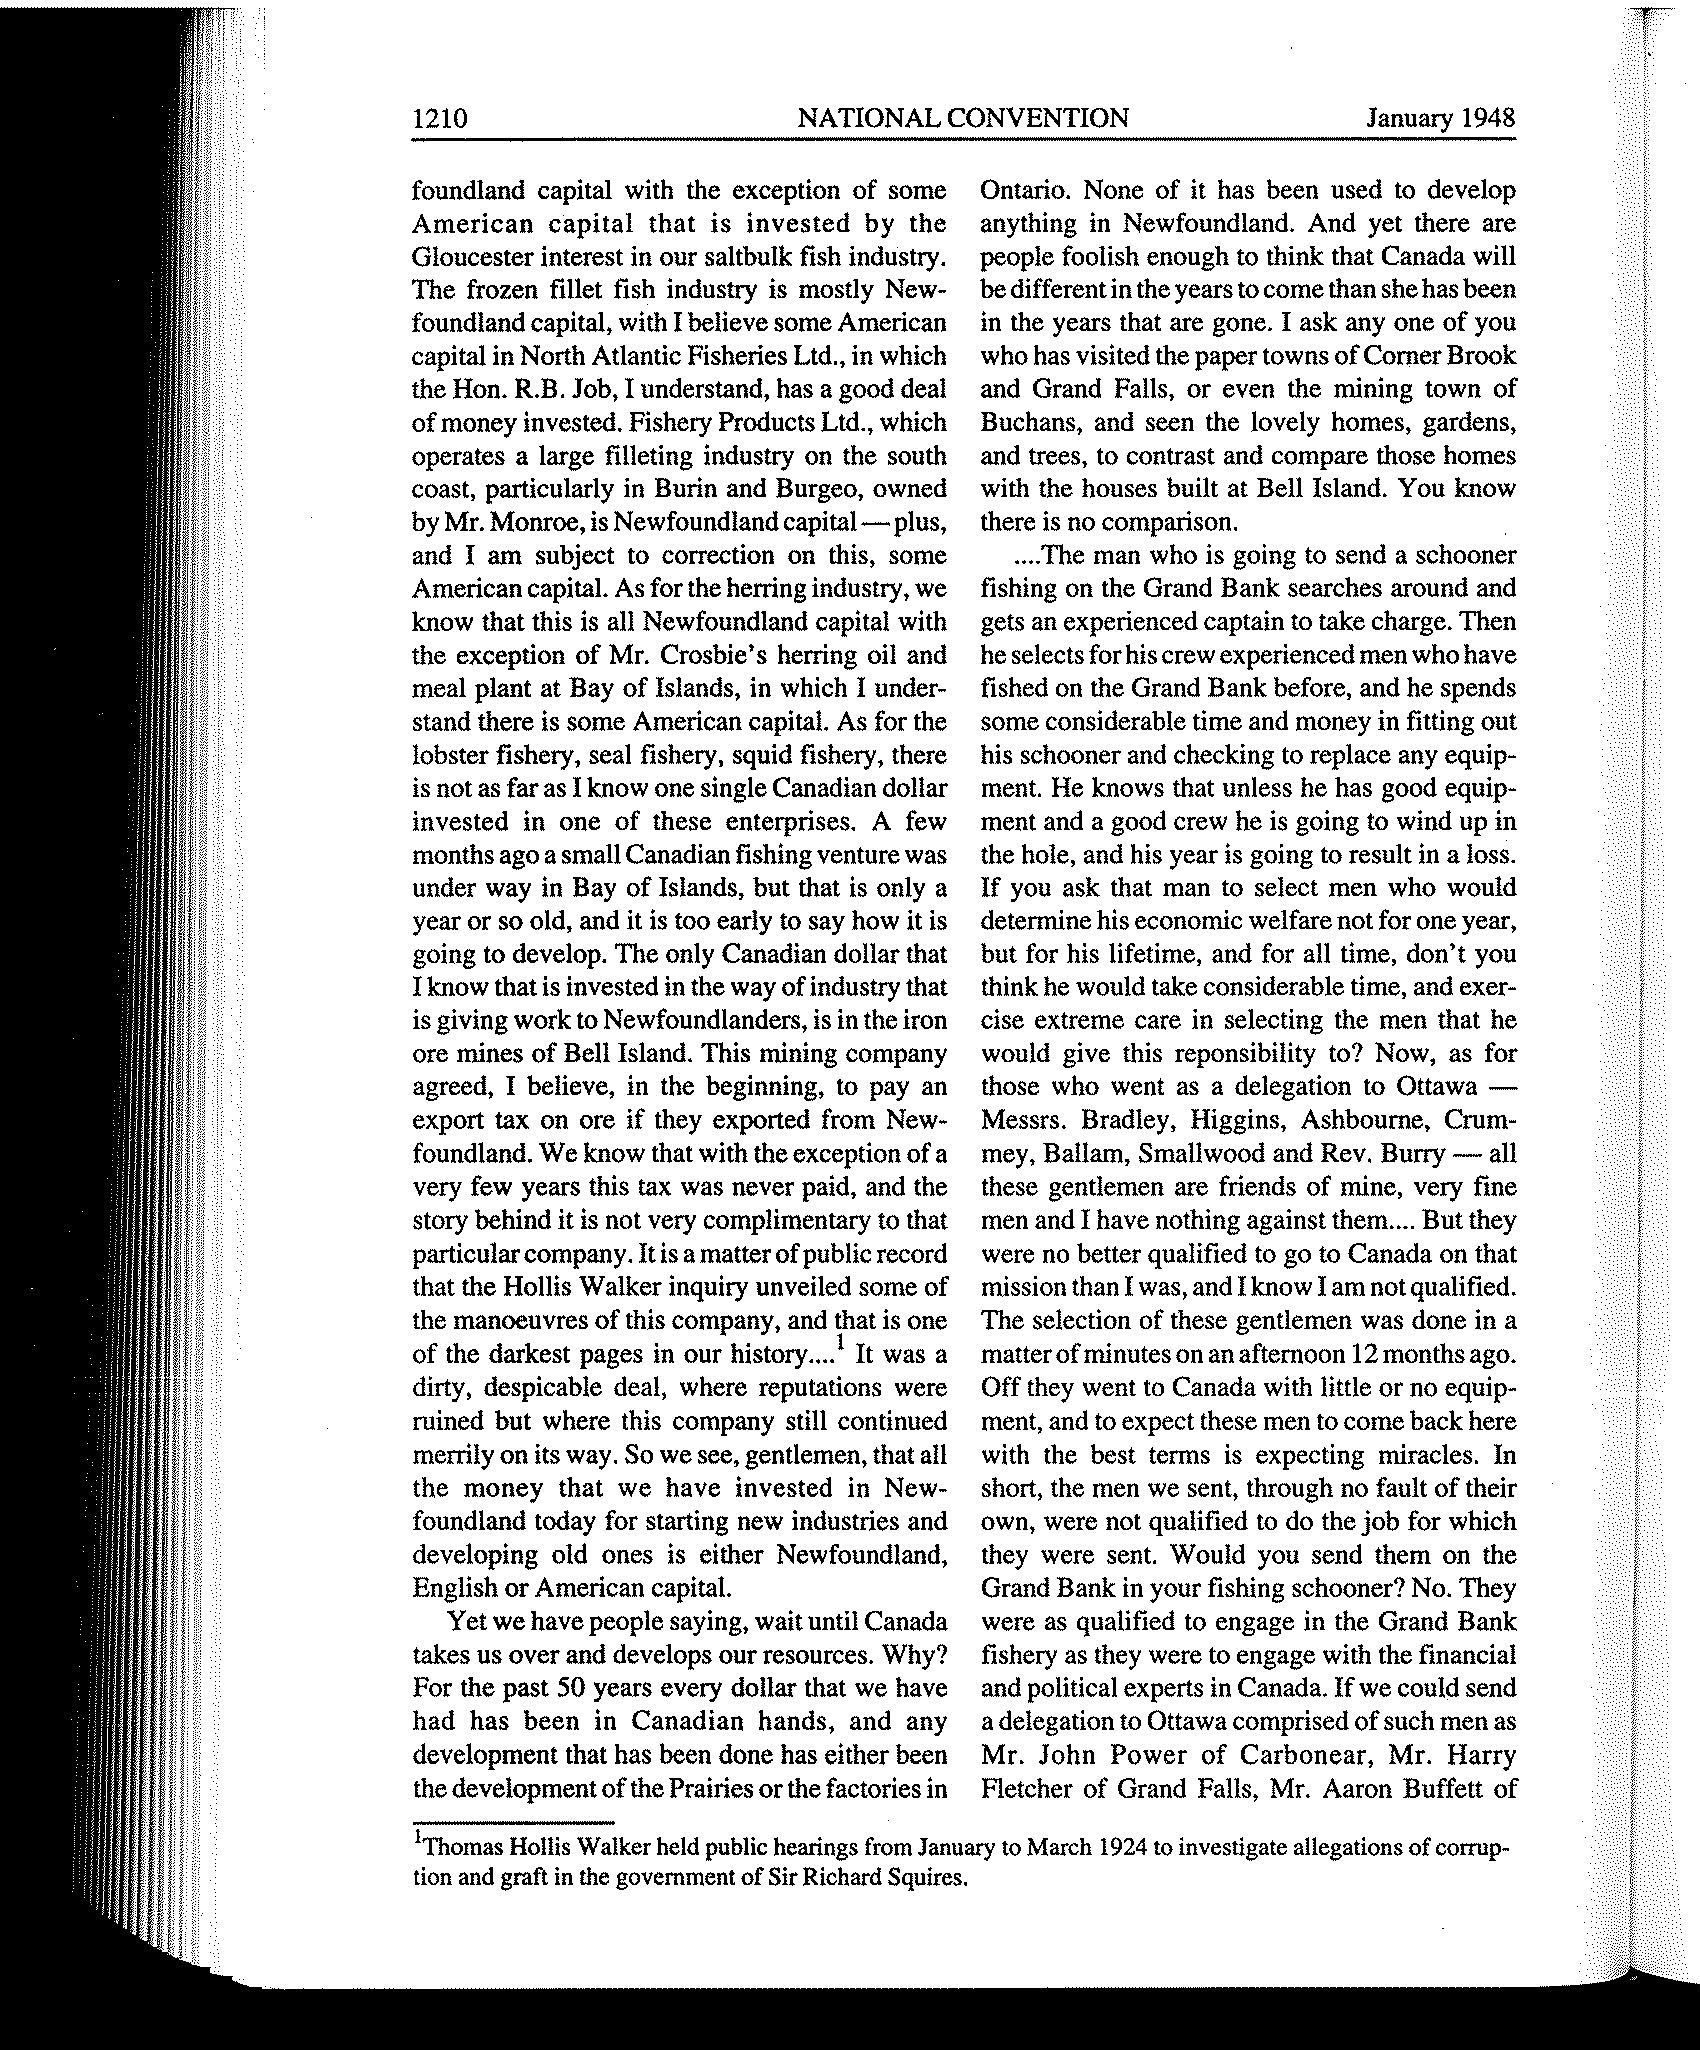 1210 NATIONAL CONVENTION January 1948
foundland capital with the exception of some
American capital that is invested by the
Gloucester interest in our saltbulk fish industry.
The frozen fillet fish industry is mostly New-
foundland capital, with I believe some American
capital in North Atlantic Fisheries Ltd., in which
the Hon. R.B. Job, I understand, has a good deal
of money invested. Fishery Products Ltd., which
operates a large filleting industry on the south
coast, particularly in Burin and Burgeo, owned
by Mr. Monroe, is Newfoundland capital — plus,
and I am subject to correction on this, some
American capital. As for the herring industry, we
know that this is all Newfoundland capital with
the exception of Mr. Crosbie's herring oil and
meal plant at Bay of Islands, in which I under-
stand there is some American capital. As for the
lobster fishery, seal fishery, squid fishery, there
is not as far as I know one single Canadian dollar
invested in one of these enterprises. A few
months ago a small Canadian fishing venture was
under way in Bay of Islands, but that is only a
year or so old, and it is too early to say how it is
going to develop. The only Canadian dollar that
I know that is invested in the way of industry that
is giving work to Newfoundlanders, is in the iron
ore mines of Bell Island. This mining company
agreed, I believe, in the beginning, to pay an
export tax on ore if they exported from New-
foundland. We know that with the exception of a
very few years this tax was never paid, and the
story behind it is not very complimentary to that
particular company. It is a matter of public record
that the Hollis Walker inquiry unveiled some of
the manoeuvres of this company, and that is one
of the darkest pages in our history....1 It was a
dirty, despicable deal, where reputations were
ruined but where this company still continued
merrily on its way. So we see, gentlemen, that all
the money that we have invested in New-
foundland today for starting new industries and
developing old ones is either Newfoundland,
English or American capital.
Yet we have people saying, wait until Canada
takes us over and develops our resources. Why?
For the past 50 years every dollar that we have
had has been in Canadian hands, and any
development that has been done has either been
the development of the Prairies or the factories in
Ontario. None of it has been used to develop
anything in Newfoundland. And yet there are
people foolish enough to think that Canada will
be different in the years to come than she has been
in the years that are gone. I ask any one of you
who has visited the paper towns of Corner Brook
and Grand Falls, or even the mining town of
Buchans, and seen the lovely homes, gardens,
and trees, to contrast and compare those homes
with the houses built at Bell Island. You know
there is no comparison.
....The man who is going to send a schooner
fishing on the Grand Bank searches around and
gets an experienced captain to take charge. Then
he selects for his crew experienced men who have
fished on the Grand Bank before, and he spends
some considerable time and money in fitting out
his schooner and checking to replace any equip-
ment. He knows that unless he has good equip-
ment and a good crew he is going to wind up in
the hole, and his year is going to result in a loss.
If you ask that man to select men who would
determine his economic welfare not for one year,
but for his lifetime, and for all time, don't you
think he would take considerable time, and exer-
cise extreme care in selecting the men that he
would give this reponsibility to? Now, as for
those who went as a delegation to Ottawa —
Messrs. Bradley, Higgins, Ashbourne, Crum-
mey, Ballam, Smallwood and Rev. Burry — all
these gentlemen are friends of mine, very fine
men and I have nothing against them.... But they
were no better qualified to go to Canada on that
mission than I was, and I know I am not qualified.
The selection of these gentlemen was done in a
matter of minutes on an afternoon 12 months ago.
Off they went to Canada with little or no equip-
ment, and to expect these men to come back here
with the best terms is expecting miracles. In
short, the men we sent, through no fault of their
own, were not qualified to do the job for which
they were sent. Would you send them on the
Grand Bank in your fishing schooner? No. They
were as qualified to engage in the Grand Bank
fishery as they were to engage with the financial
and political experts in Canada. If we could send
a delegation to Ottawa comprised of such men as
Mr. John Power of Carbonear, Mr. Harry
Fletcher of Grand Falls, Mr. Aaron Buffett of
1Thomas Hollis Walker held public hearings from January to March 1924 to investigate allegations of corrup-
tion and graft in the government of Sir Richard Squires.